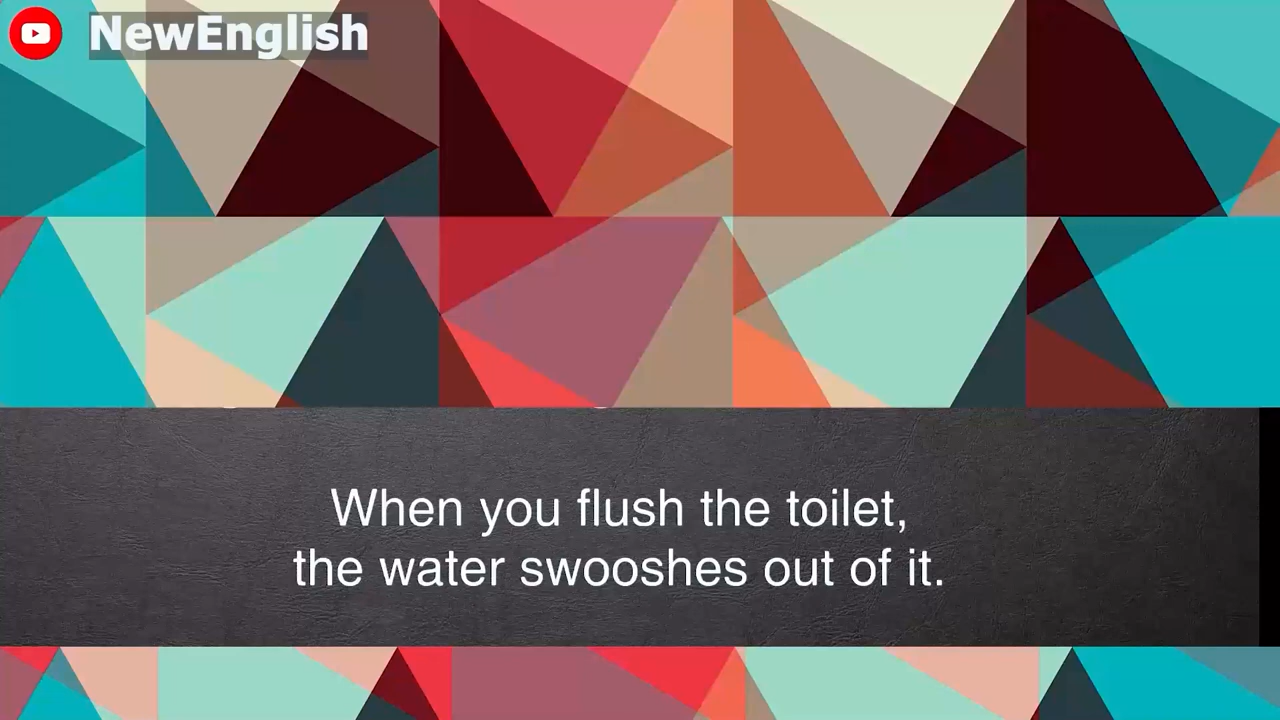 NewEnglish
When you flush the toilet,
the water swooshes out of it.